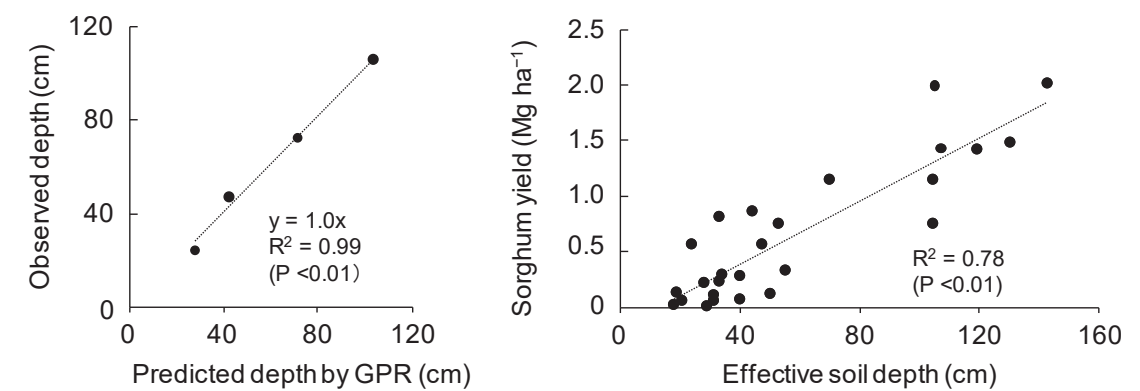 120
80
40
0
0
40
80
120
Observed depth (cm)
Predicted depth by GPR (cm)
y = 1.0x
R² = 0.99
(P <0.01)
2.5
2.0
1.5
1.0
0.5
0
0
40
80
120
160
Sorghum yield (Mg ha⁻¹)
Effective soil depth (cm)
R² = 0.78
(P <0.01)